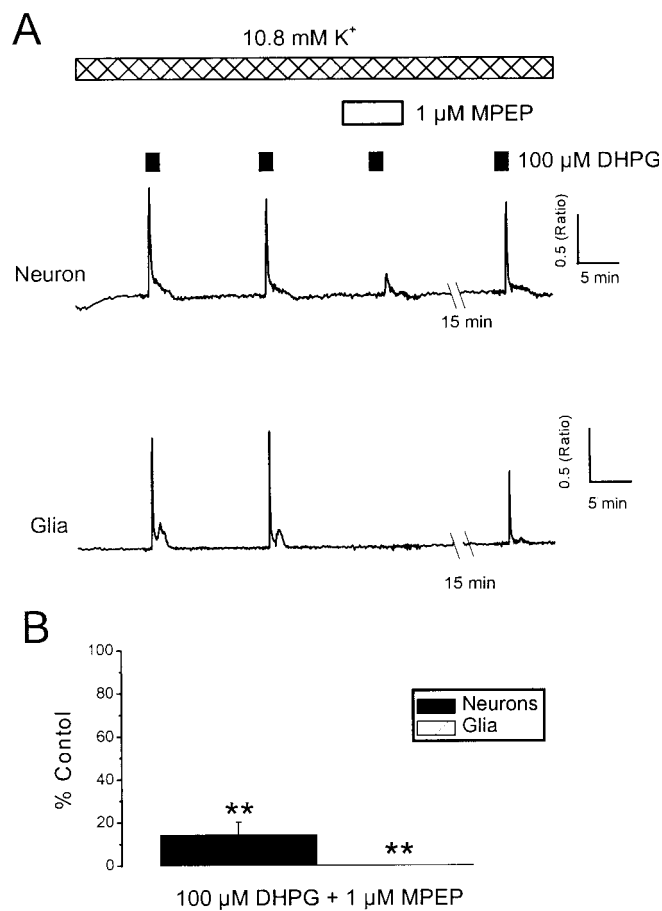 A
10.8 mM K⁺
1 µM MPEP
100 µM DHPG
0.5 (Ratio)
5 min
Neuron
15 min
0.5 (Ratio)
5 min
Glia
15 min
B
100
80
60
40
20
0
% Contol
Neurons
Glia
**
**
100 µM DHPG + 1 µM MPEP